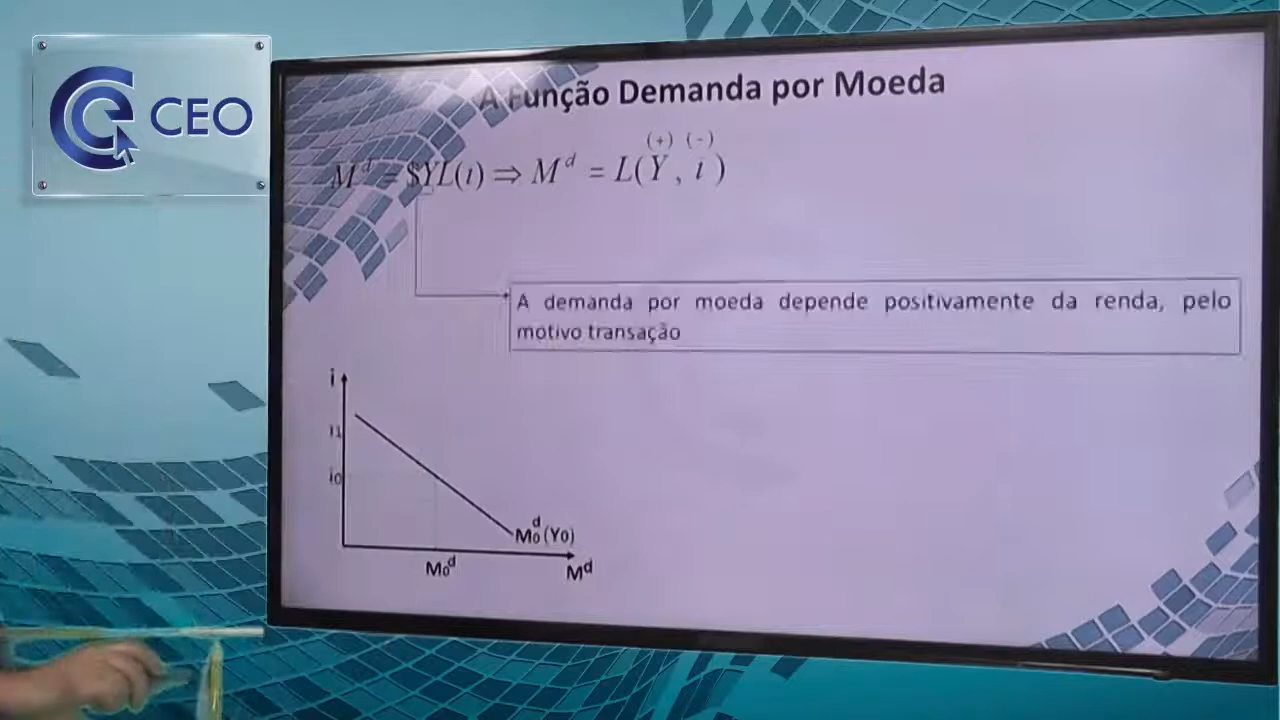 CEO
A Função Demanda por Moeda
(+) (-)
M^d = $YL(i) ⇒ M^d = L(Y, i)
A demanda por moeda depende positivamente da renda, pelo
motivo transação
i
i1
i0
M0^d (Y0)
M0^d
M^d